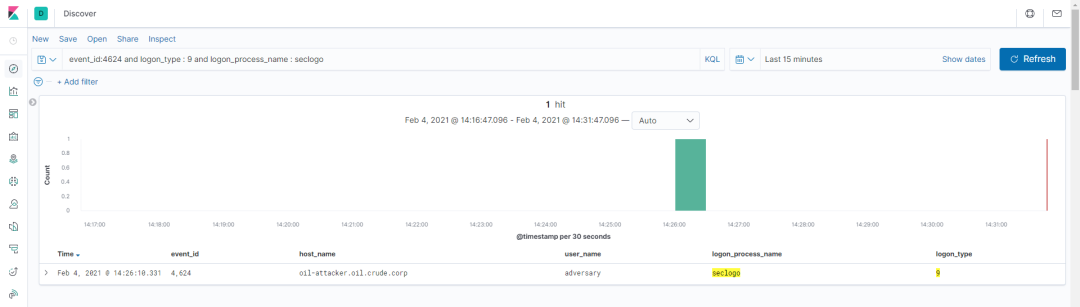 D Discover
New Save Open Share Inspect
event_id:4624 and logon_type : 9 and logon_process_name : seclogo KQL Last 15 minutes Show dates Refresh
+ Add filter
1 hit
Feb 4, 2021 @ 14:16:47.096 - Feb 4, 2021 @ 14:31:47.096 — Auto
1
0.8
0.6
0.4
0.2
0
Count
14:17:00 14:18:00 14:19:00 14:20:00 14:21:00 14:22:00 14:23:00 14:24:00 14:25:00 14:26:00 14:27:00 14:28:00 14:29:00 14:30:00 14:31:00
@timestamp per 30 seconds
Time event_id host_name user_name logon_process_name logon_type
Feb 4, 2021 @ 14:26:10.331 4,624 oil-attacker.oil.crude.corp adversary seclogo 9